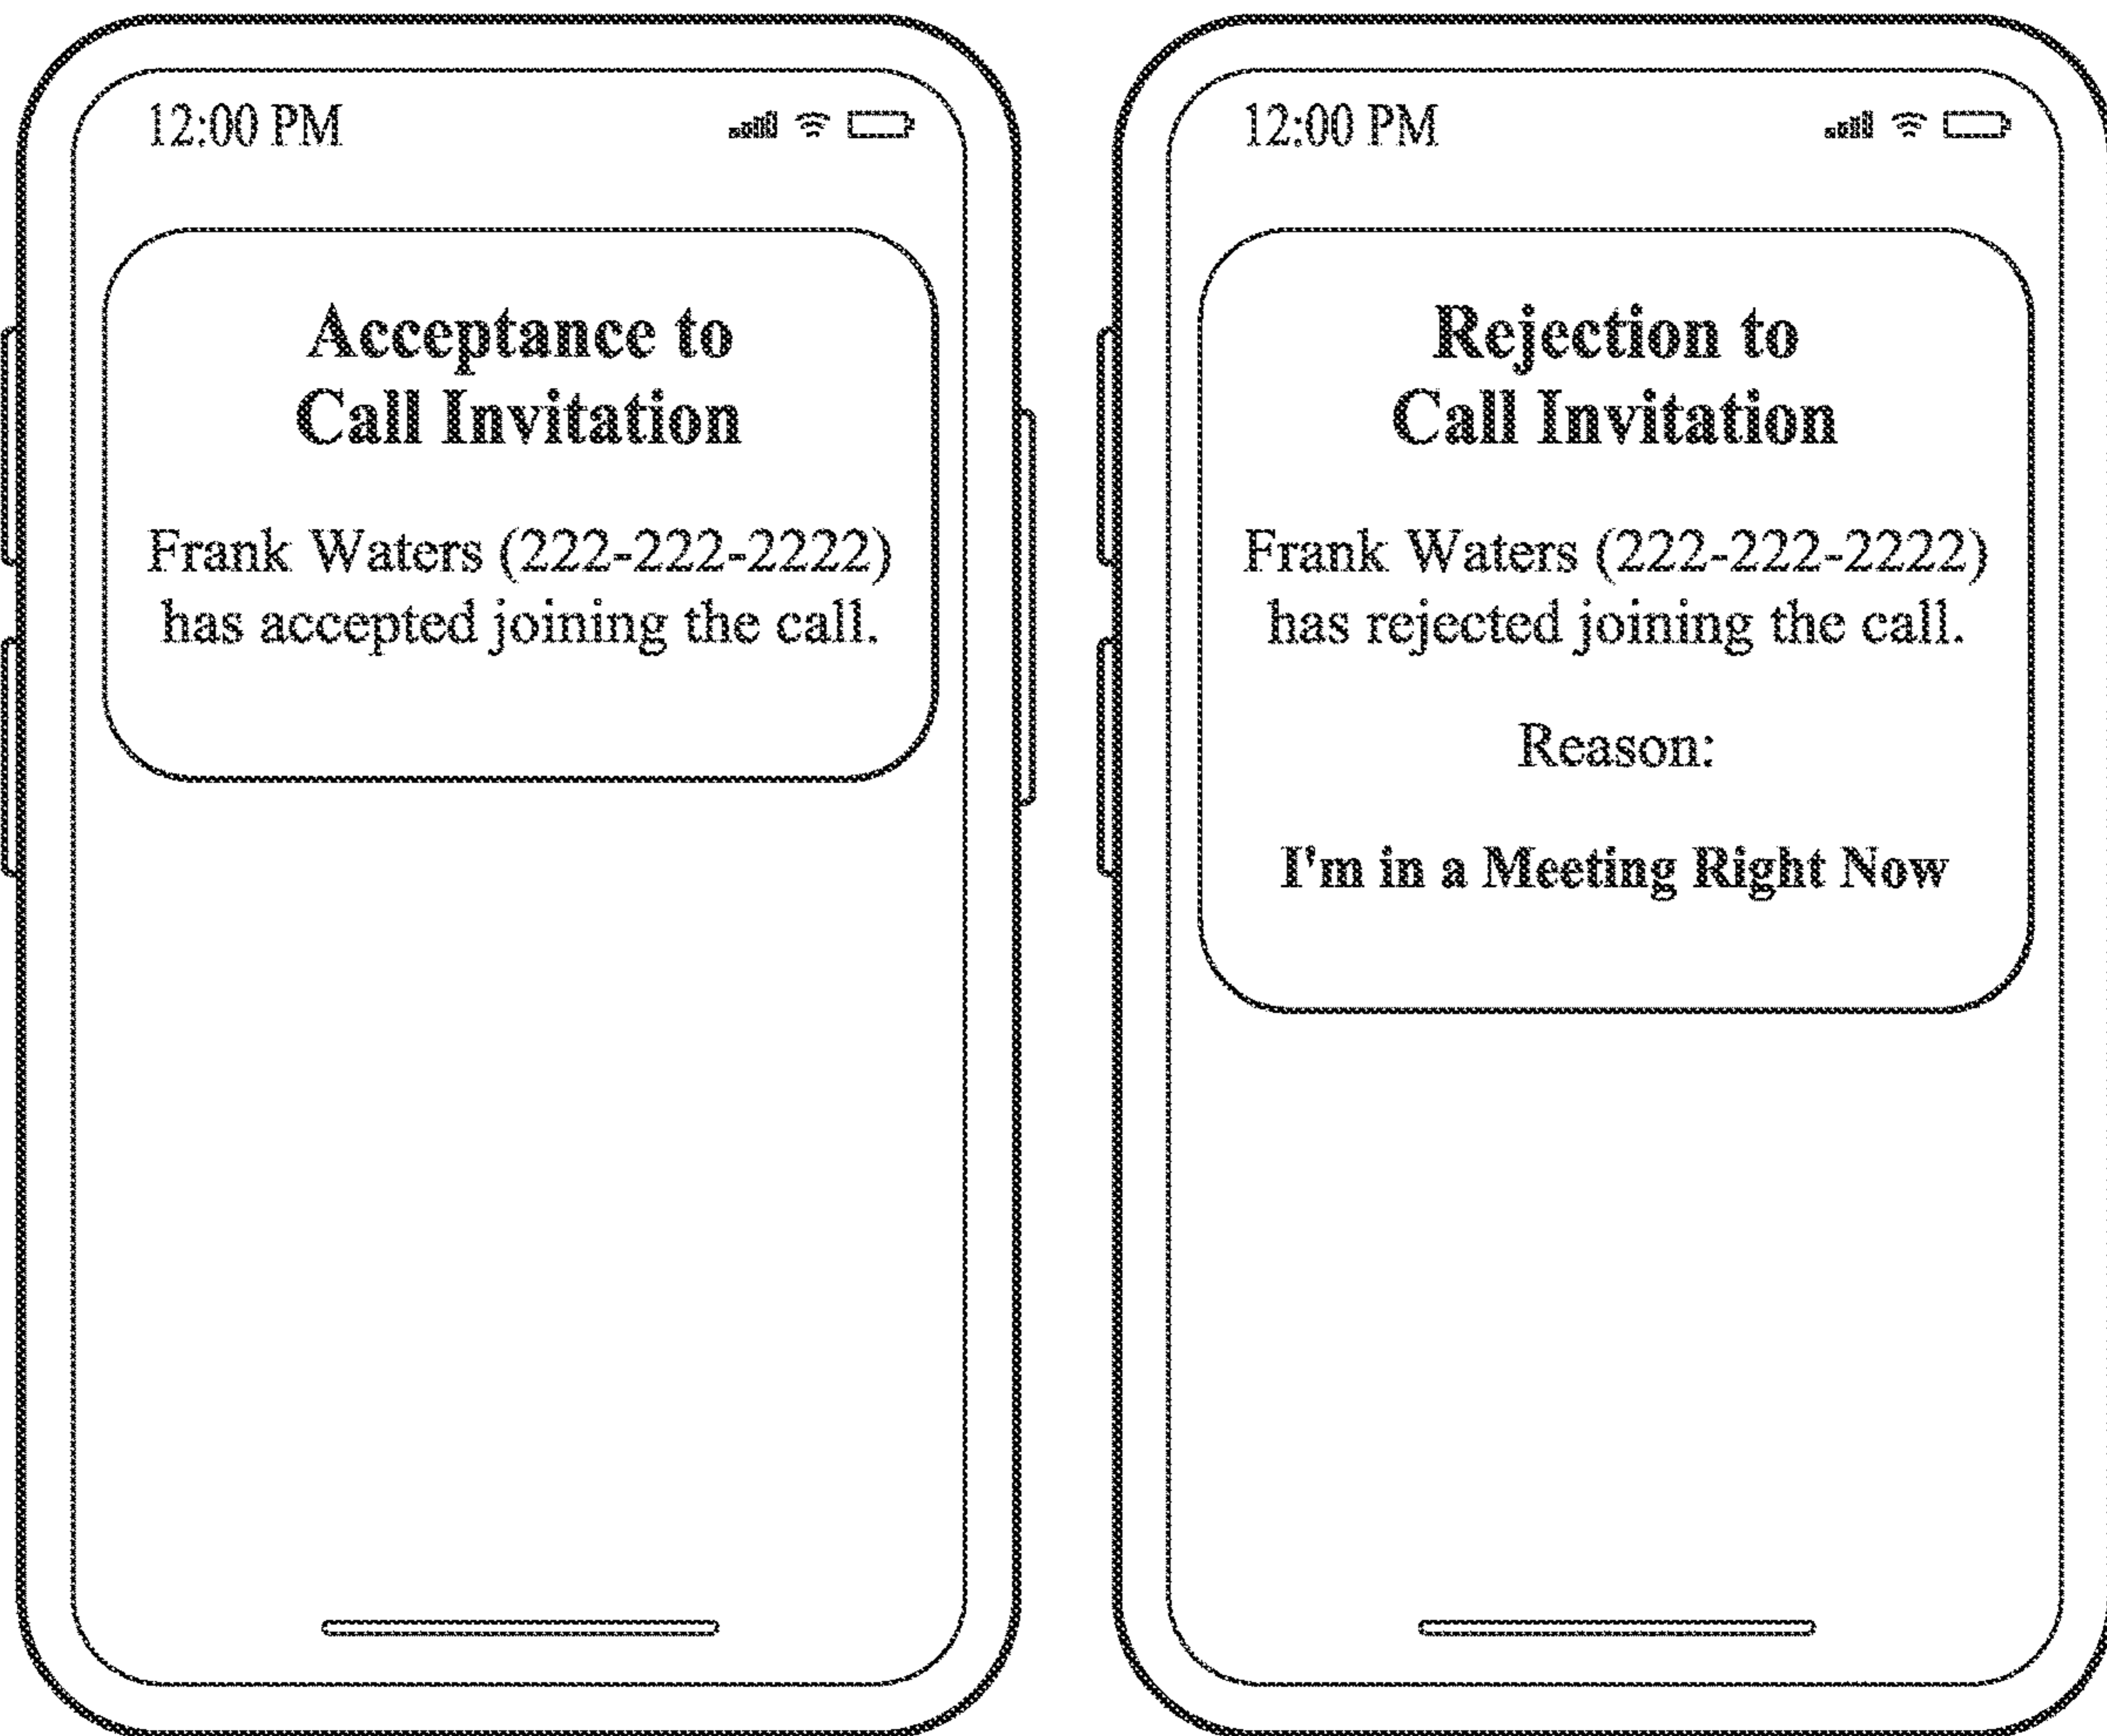 12:00 PM
Acceptance to
Call Invitation
Frank Waters (222-222-2222)
has accepted joining the call.
12:00 PM
Rejection to
Call Invitation
Frank Waters (222-222-2222)
has rejected joining the call.
Reason:
I'm in a Meeting Right Now